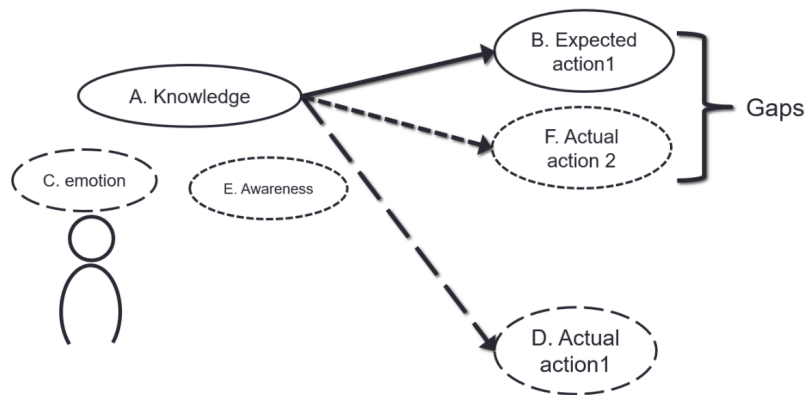 B. Expected
action1
A. Knowledge
Gaps
F. Actual
action 2
C. emotion
E. Awareness
D. Actual
action1